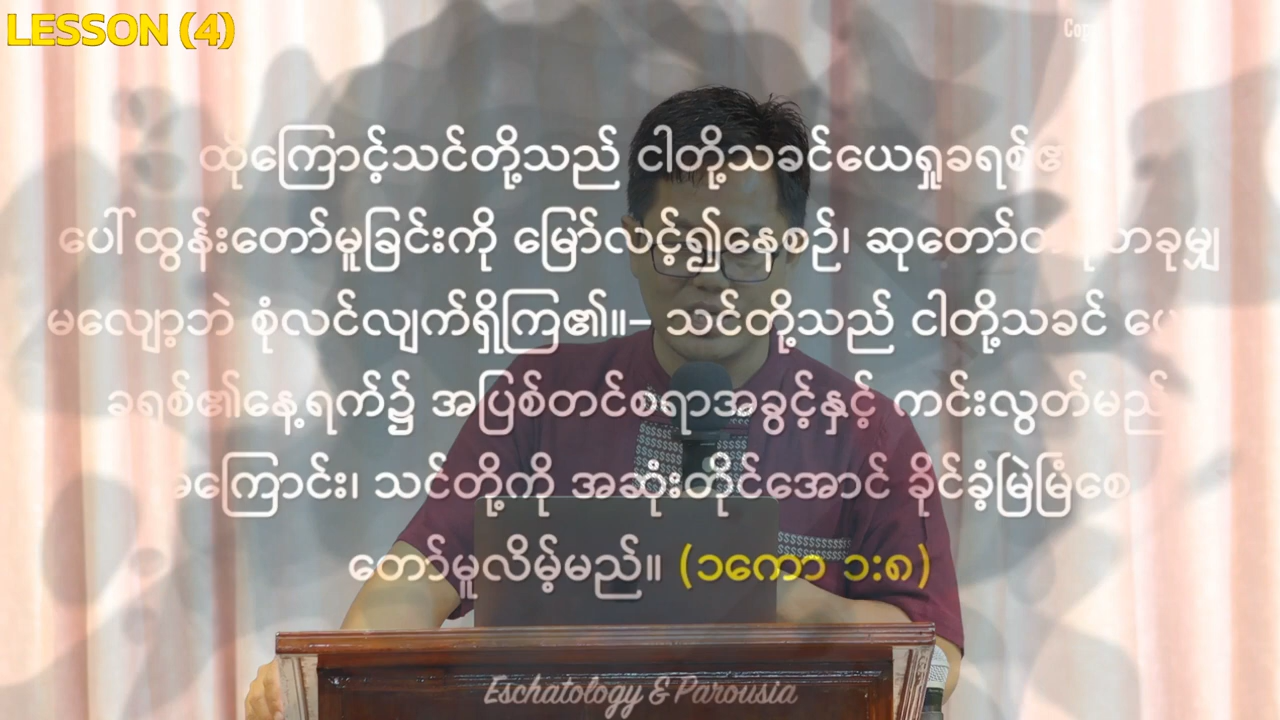 LESSON (4)
ထိုကြောင့်သင်တို့သည် ငါတို့သခင်ယေရှုခရစ်၏
ပေါ်ထွန်းတော်မူခြင်းကို မြော်လင့်၍နေစဉ်၊
မလျော့ဘဲ စုံလင်လျက်ရှိကြ၏။– သင်တို့သည် ငါတို့သခင်
ခရစ်၏နေ့ရက်၌ အပြစ်တင်စရာအခွင့်နှင့် ကင်းလွတ်မည်
အကြောင်း၊ သင်တို့ကို အဆုံးတိုင်အောင် ခိုင်ခံ့မြဲမြံစေ
တော်မူလိမ့်မည်။ (၁ကော ၁း၈)
Eschatology & Parousia